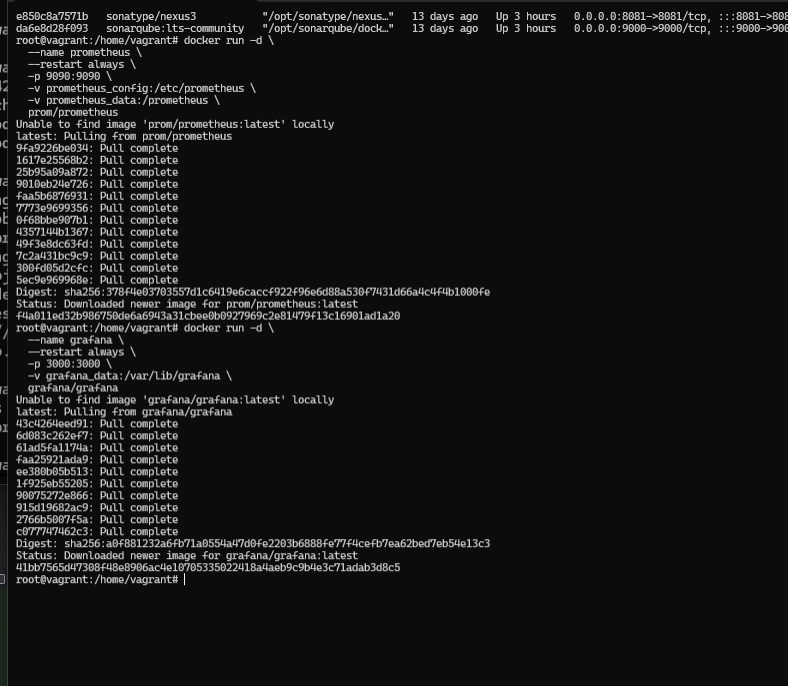 e850c8a7571b   sonatype/nexus3           "/opt/sonatype/nexus…"   13 days ago   Up 3 hours   0.0.0.0:8081->8081/tcp, :::8081->808
da6e8d28f093   sonarqube:lts-community   "/opt/sonarqube/dock…"   13 days ago   Up 3 hours   0.0.0.0:9000->9000/tcp, :::9000->900
root@vagrant:/home/vagrant# docker run -d \
  --name prometheus \
  --restart always \
  -p 9090:9090 \
  -v prometheus_config:/etc/prometheus \
  -v prometheus_data:/prometheus \
  prom/prometheus
Unable to find image 'prom/prometheus:latest' locally
latest: Pulling from prom/prometheus
9fa9226be034: Pull complete
1617e25568b2: Pull complete
25b95a09a872: Pull complete
9010eb24e726: Pull complete
faa5b6876931: Pull complete
7773e9699356: Pull complete
0f68bbe907b1: Pull complete
4357144b1367: Pull complete
49f3e8dc63fd: Pull complete
7c2a431bc9c9: Pull complete
300fd05d2cfc: Pull complete
5ec9e969968e: Pull complete
Digest: sha256:378f4e03703557d1c6419e6caccf922f96e6d88a530f7431d66a4c4f4b1000fe
Status: Downloaded newer image for prom/prometheus:latest
f4a011ed32b986750de6a6943a31cbee0b0927969c2e81479f13c16901ad1a20
root@vagrant:/home/vagrant# docker run -d \
  --name grafana \
  --restart always \
  -p 3000:3000 \
  -v grafana_data:/var/lib/grafana \
  grafana/grafana
Unable to find image 'grafana/grafana:latest' locally
latest: Pulling from grafana/grafana
43c4264eed91: Pull complete
6d083c262ef7: Pull complete
61ad5fa1174a: Pull complete
faa25921ada9: Pull complete
ee380b05b513: Pull complete
1f925eb55205: Pull complete
90075272e866: Pull complete
915d19682ac9: Pull complete
2766b5007f5a: Pull complete
c077747462c3: Pull complete
Digest: sha256:a0f881232a6fb71a0554a47d0fe2203b6888fe77f4cefb7ea62bed7eb54e13c3
Status: Downloaded newer image for grafana/grafana:latest
41bb7565d47308f48e8906ac4e10705335022418a4aeb9c9b4e3c71adab3d8c5
root@vagrant:/home/vagrant#